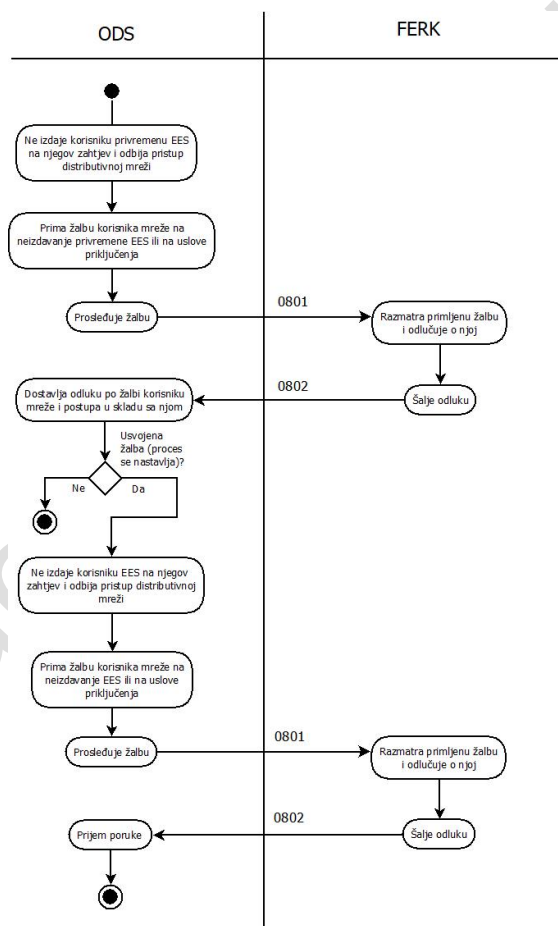 ODS
FERK
Ne izdaje korisniku privremenu EES
na njegov zahtjev i odbija pristup
distributivnoj mreži
Prima žalbu korisnika mreže na
neizdavanje privremene EES ili na uslove
priključenja
Prosleđuje žalbu
0801
Razmatra primljenu žalbu
i odlučuje o njoj
Šalje odluku
0802
Dostavlja odluku po žalbi korisniku
mreže i postupa u skladu sa njom
Usvojena
žalba (proces
se nastavlja)?
Ne
Da
Ne izdaje korisniku EES na njegov
zahtjev i odbija pristup distributivnoj
mreži
Prima žalbu korisnika mreže na
neizdavanje EES ili na uslove
priključenja
Prosleđuje žalbu
0801
Razmatra primljenu žalbu
i odlučuje o njoj
Šalje odluku
0802
Prijem poruke